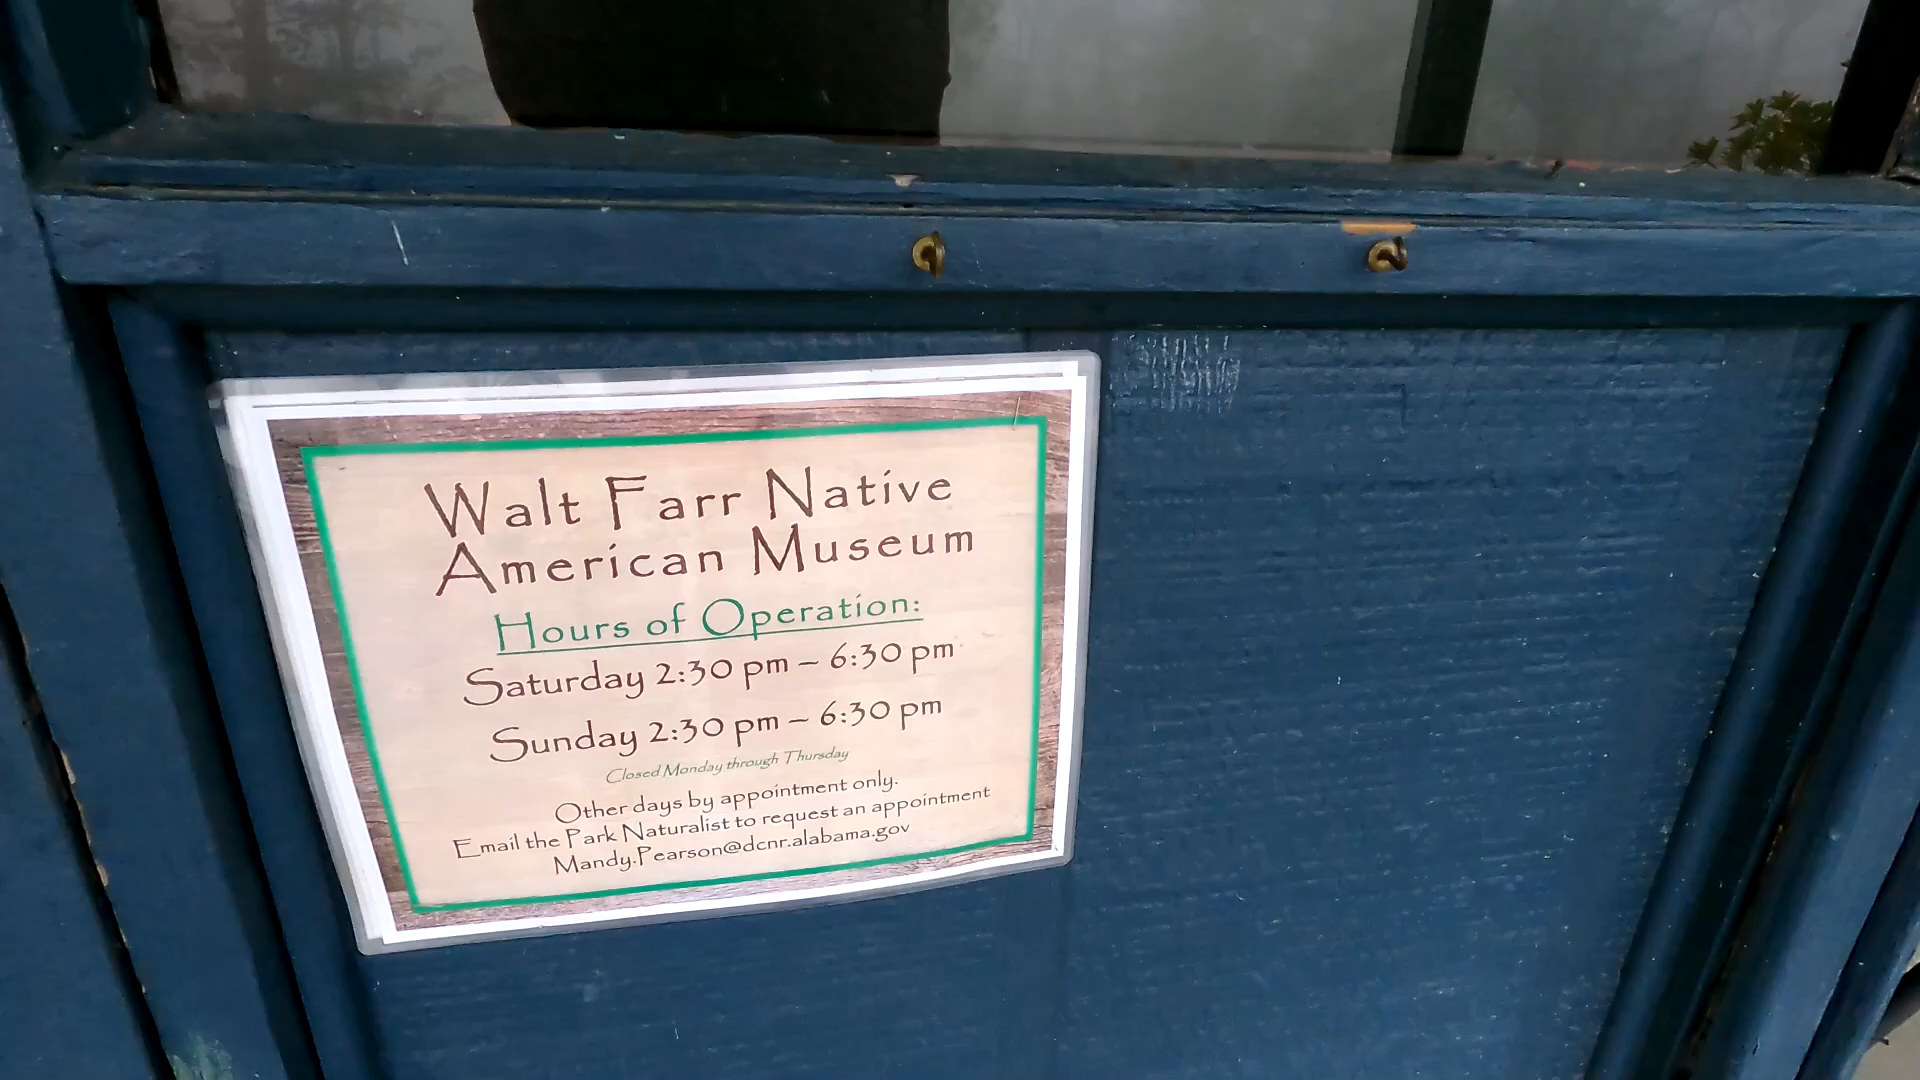 Walt Farr Native
American Museum
Hours of Operation:
Saturday 2:30 pm – 6:30 pm
Sunday 2:30 pm – 6:30 pm
Closed Monday through Thursday
Other days by appointment only.
Email the Park Naturalist to request an appointment
Mandy.Pearson@dcnr.alabama.gov